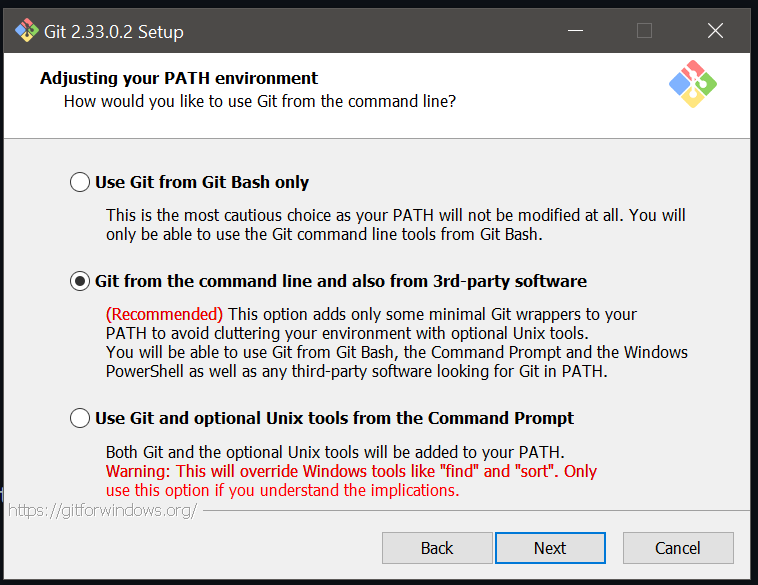 Git 2.33.0.2 Setup
Adjusting your PATH environment
How would you like to use Git from the command line?
Use Git from Git Bash only
This is the most cautious choice as your PATH will not be modified at all. You will
only be able to use the Git command line tools from Git Bash.
Git from the command line and also from 3rd-party software
(Recommended) This option adds only some minimal Git wrappers to your
PATH to avoid cluttering your environment with optional Unix tools.
You will be able to use Git from Git Bash, the Command Prompt and the Windows
PowerShell as well as any third-party software looking for Git in PATH.
Use Git and optional Unix tools from the Command Prompt
Both Git and the optional Unix tools will be added to your PATH.
Warning: This will override Windows tools like "find" and "sort". Only
use this option if you understand the implications.
https://gitforwindows.org/
Back Next Cancel